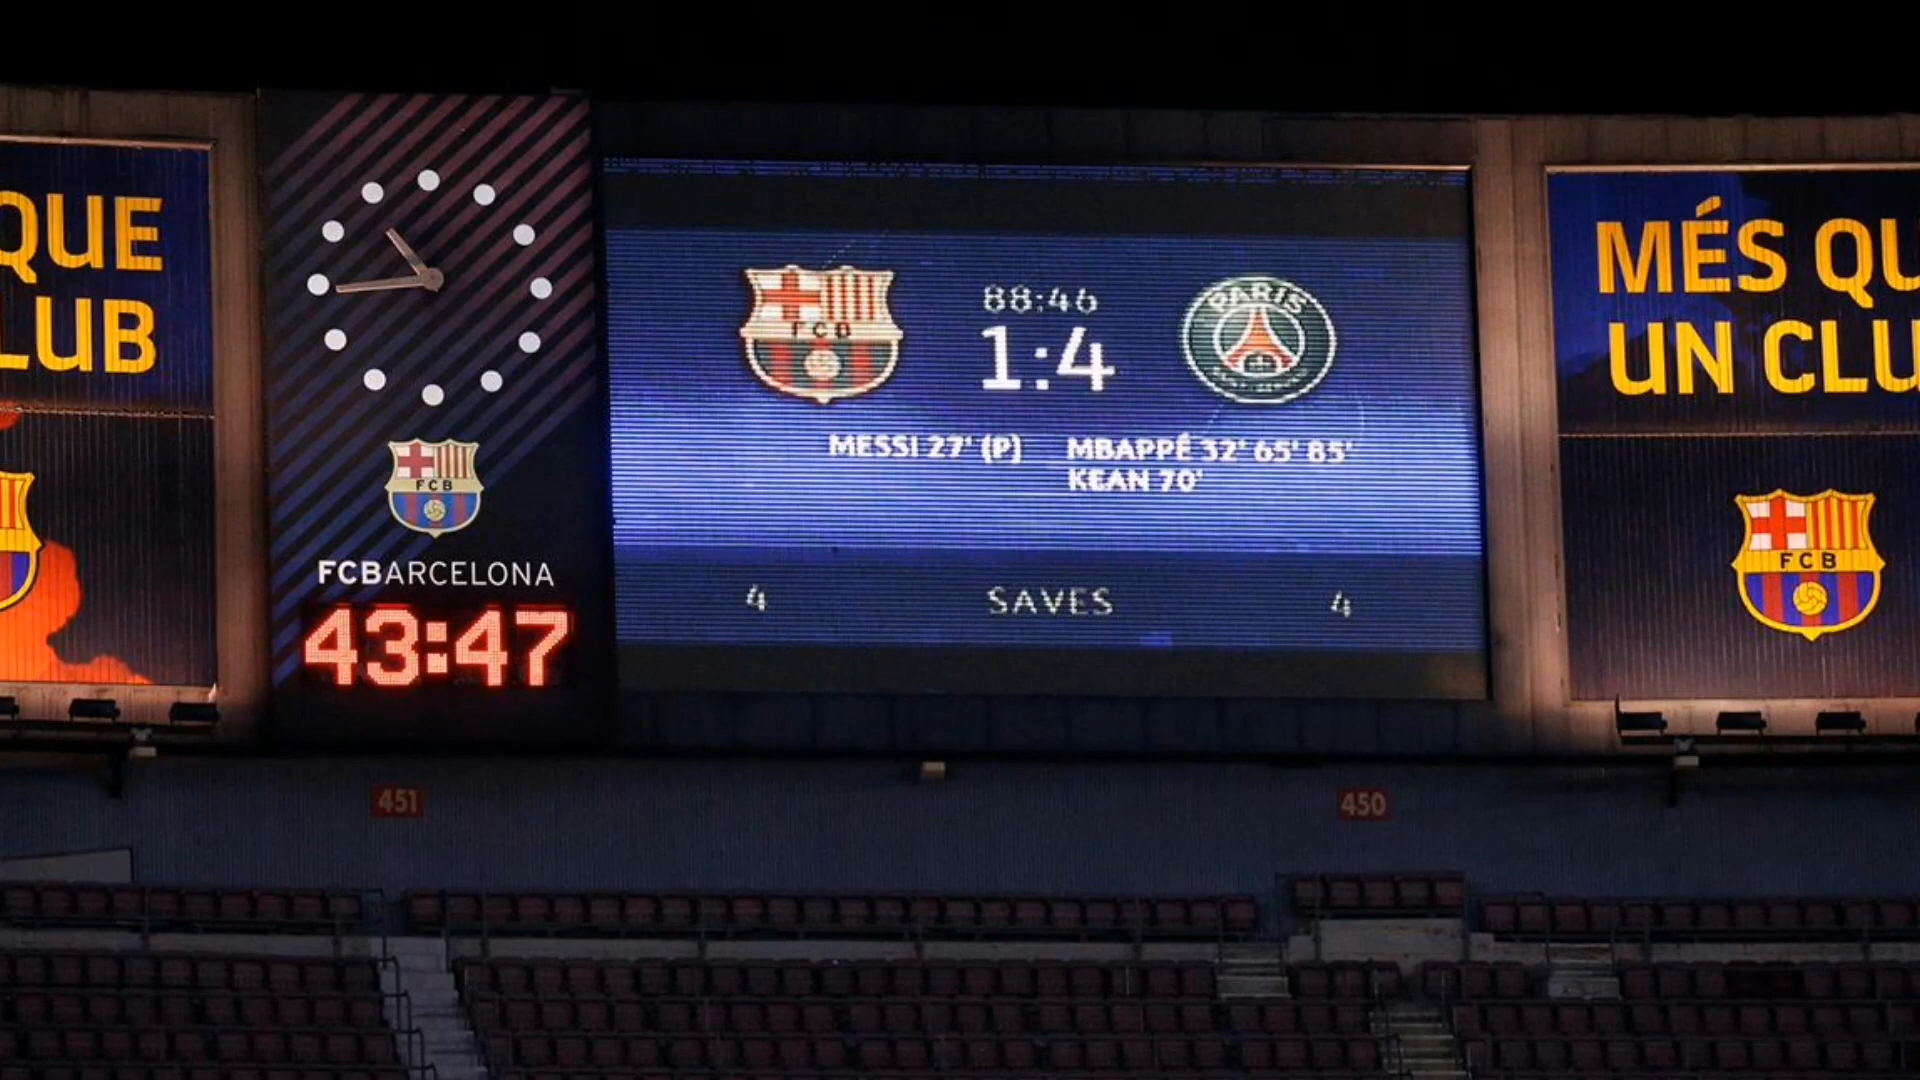 QUE
LUB
FCB
FCBARCELONA
43:47
88:46
1:4
FCB
PARIS
MESSI 27' (P)
MBAPPÉ 32' 65' 85'
KEAN 70'
4 SAVES 4
MÉS QU
UN CLU
FCB
451
450